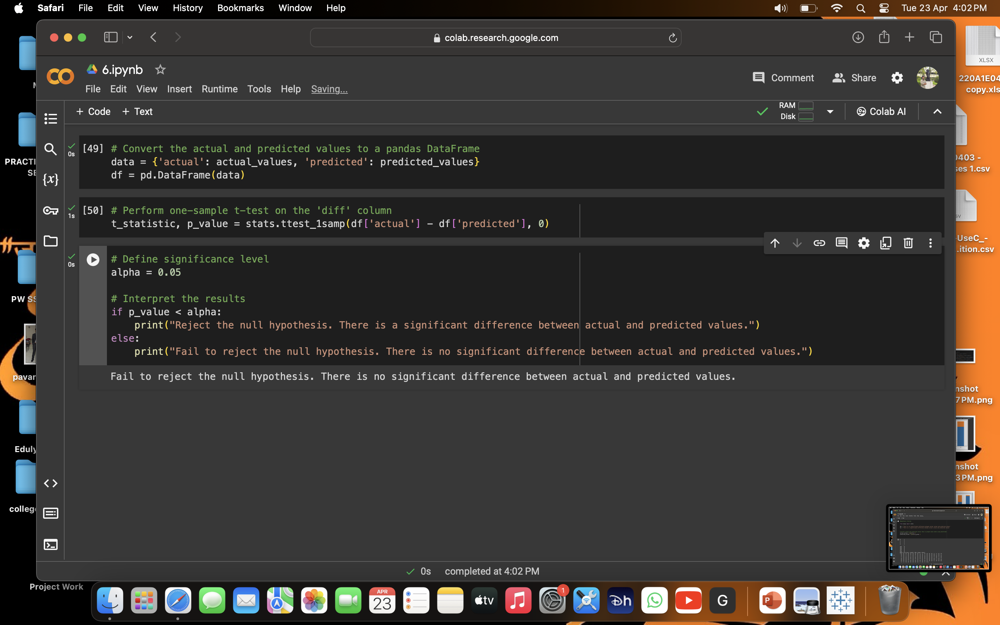 Safari File Edit View History Bookmarks Window Help
Tue 23 Apr 4:02 PM
colab.research.google.com
6.ipynb
Comment Share
File Edit View Insert Runtime Tools Help Saving...
+ Code + Text
RAM
Disk
Colab AI
0s
[49] # Convert the actual and predicted values to a pandas DataFrame
data = {'actual': actual_values, 'predicted': predicted_values}
df = pd.DataFrame(data)
1s
[50] # Perform one-sample t-test on the 'diff' column
t_statistic, p_value = stats.ttest_1samp(df['actual'] - df['predicted'], 0)
0s
# Define significance level
alpha = 0.05
# Interpret the results
if p_value < alpha:
print("Reject the null hypothesis. There is a significant difference between actual and predicted values.")
else:
print("Fail to reject the null hypothesis. There is no significant difference between actual and predicted values.")
Fail to reject the null hypothesis. There is no significant difference between actual and predicted values.
0s completed at 4:02 PM
{x}
PRACTI
SE
PW SS
pavar
Eduly
colleg
Project Work
XLSX
220A1E04
copy.xls
0403 -
ses 1.csv
SV
-UseC_-
...ition.csv
nshot
7 PM.png
nshot
3 PM.png
APR
23
tv
1
Dh
G
P